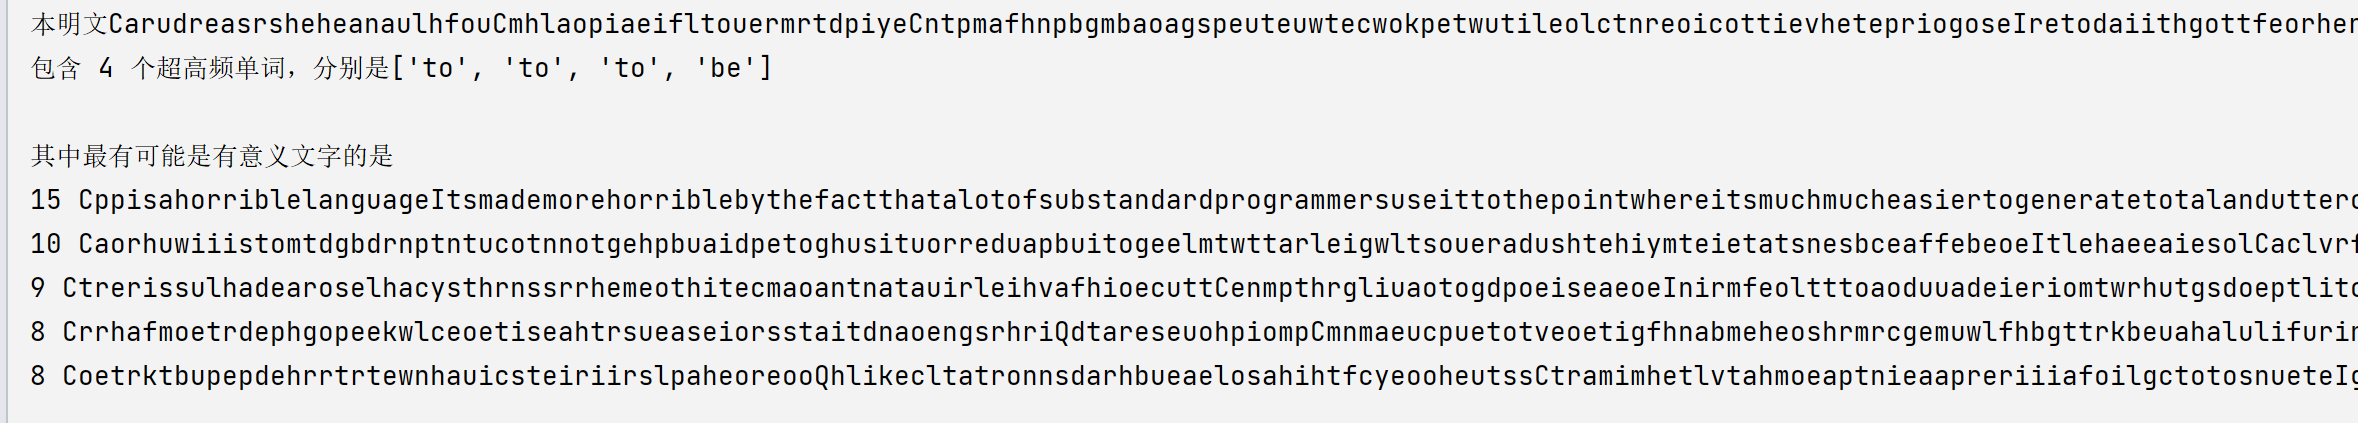 本明文CarudreasrsheheanaulhfouCmhlaopiaeifltouermrtdpiyeCntpmafhnpbgmbaoagspeuteuwtecwokpetwutileolctnreoicottievhetepriogoseIretodaiithgottfeorher
包含 4 个超高频单词，分别是['to', 'to', 'to', 'be']
其中最有可能是有意义文字的是
15 CppisahorriblelanguageItsmademorehorriblebythefactthatalotofsubstandardprogrammersuseittothepointwhereitsmuchmucheasiertogeneratetotalandutterc
10 CaorhuwiiistomtdgbdrnptntucotnnotgehpbuaidpetoghusituorreduapbuitogeelmtwttarleigwltsoueradushtehiymteietatsnesbceaffebeoeItlehaeeaiesolCaclvrf
9 CtrerissulhadearoselhacysthrnssrrhemeothitecmaoantnatauirleihvafhioecuttCenmpthrgliuaotogdpoeiseaeoeInirmfeoltttoaoduuadeieriomtwrhutgsdoeptlitc
8 CrrhafmoetrdephgopeekwlceoetiseahtrsueaseiorsstaitdnaoengsrhriQdtareseuohpiompCmnmaeucpuetotveoetigfhnabmeheoshrmrcgemuwlfhbgttrkbeuahalulifurir
8 CoetrktbupepdehrrtrtewnhauicsteiriirslpaheoreooQhlikecltatronnsdarhbueaelosahihtfcyeooheutssCtramimhetlvtahmoeaptnieaapreriiiafoilgctotosnueteIg